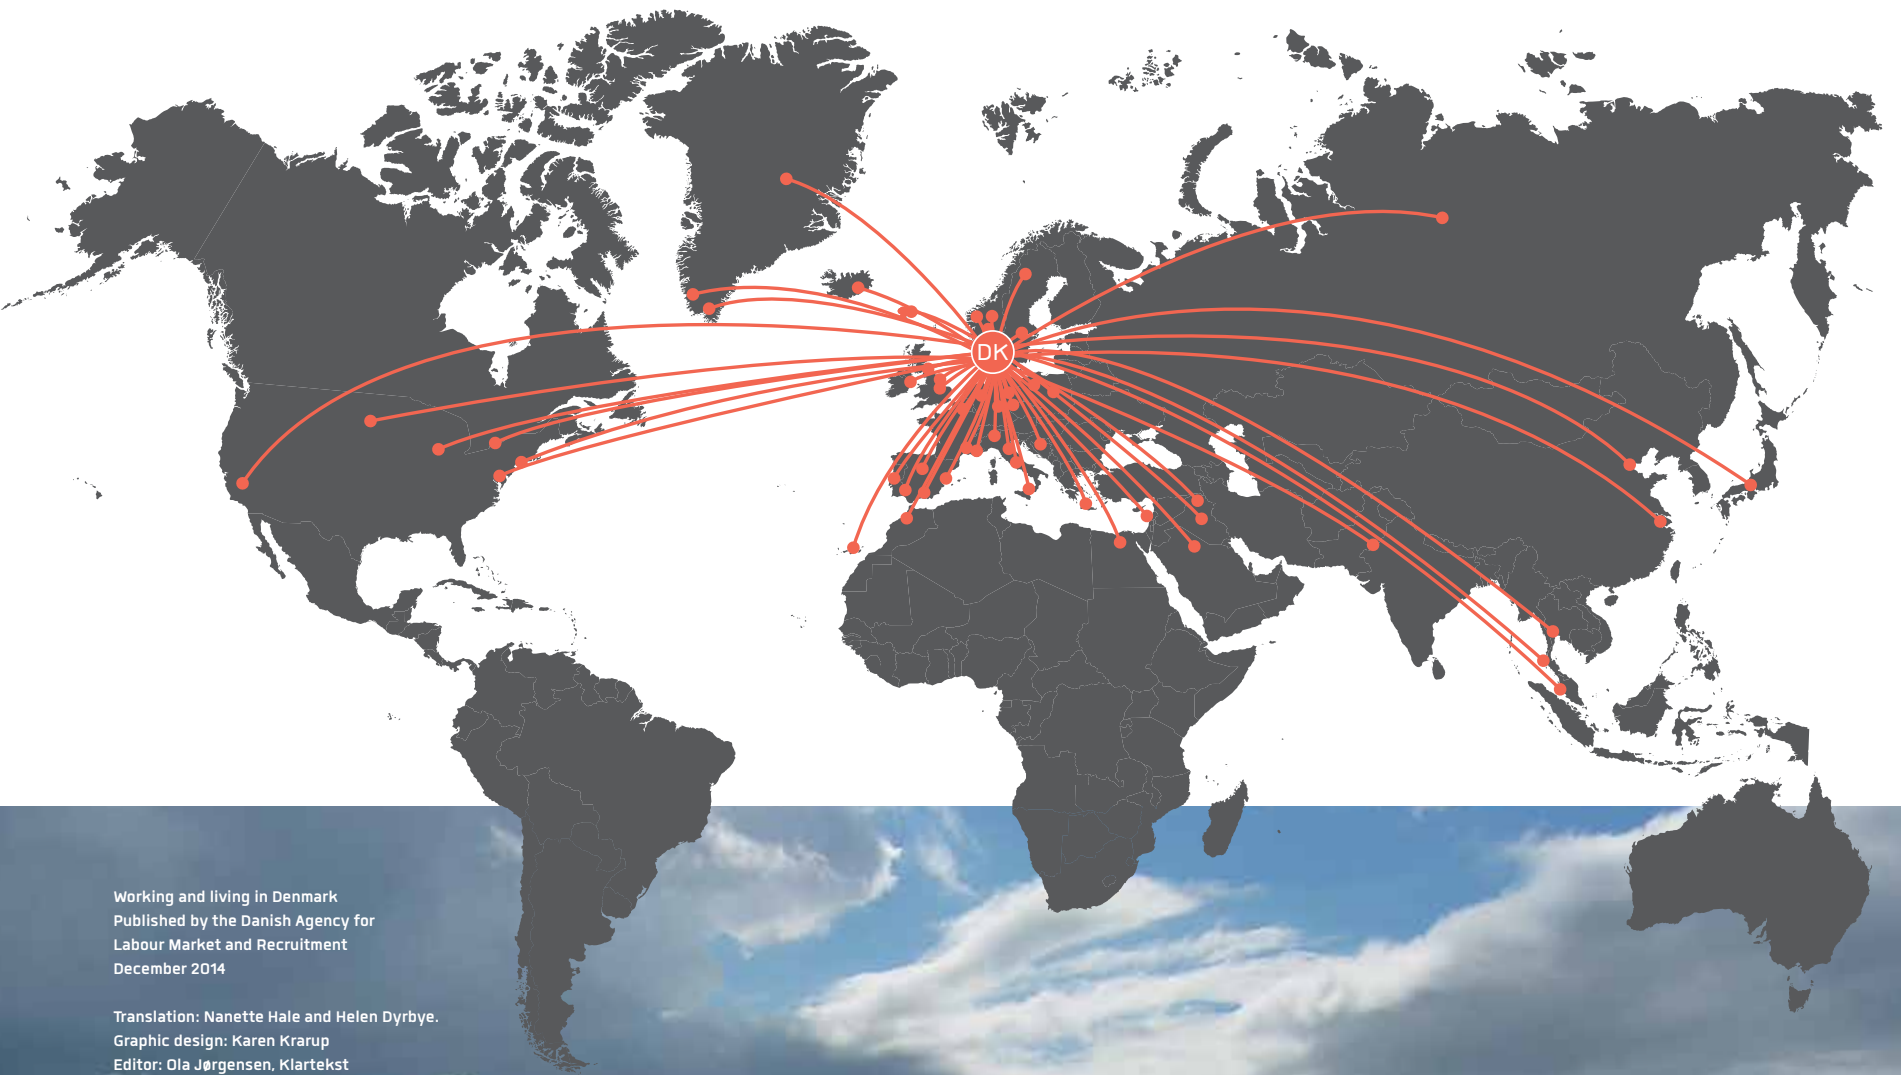 DK
Working and living in Denmark
Published by the Danish Agency for
Labour Market and Recruitment
December 2014
Translation: Nanette Hale and Helen Dyrbye.
Graphic design: Karen Krarup
Editor: Ola Jørgensen, Klartekst